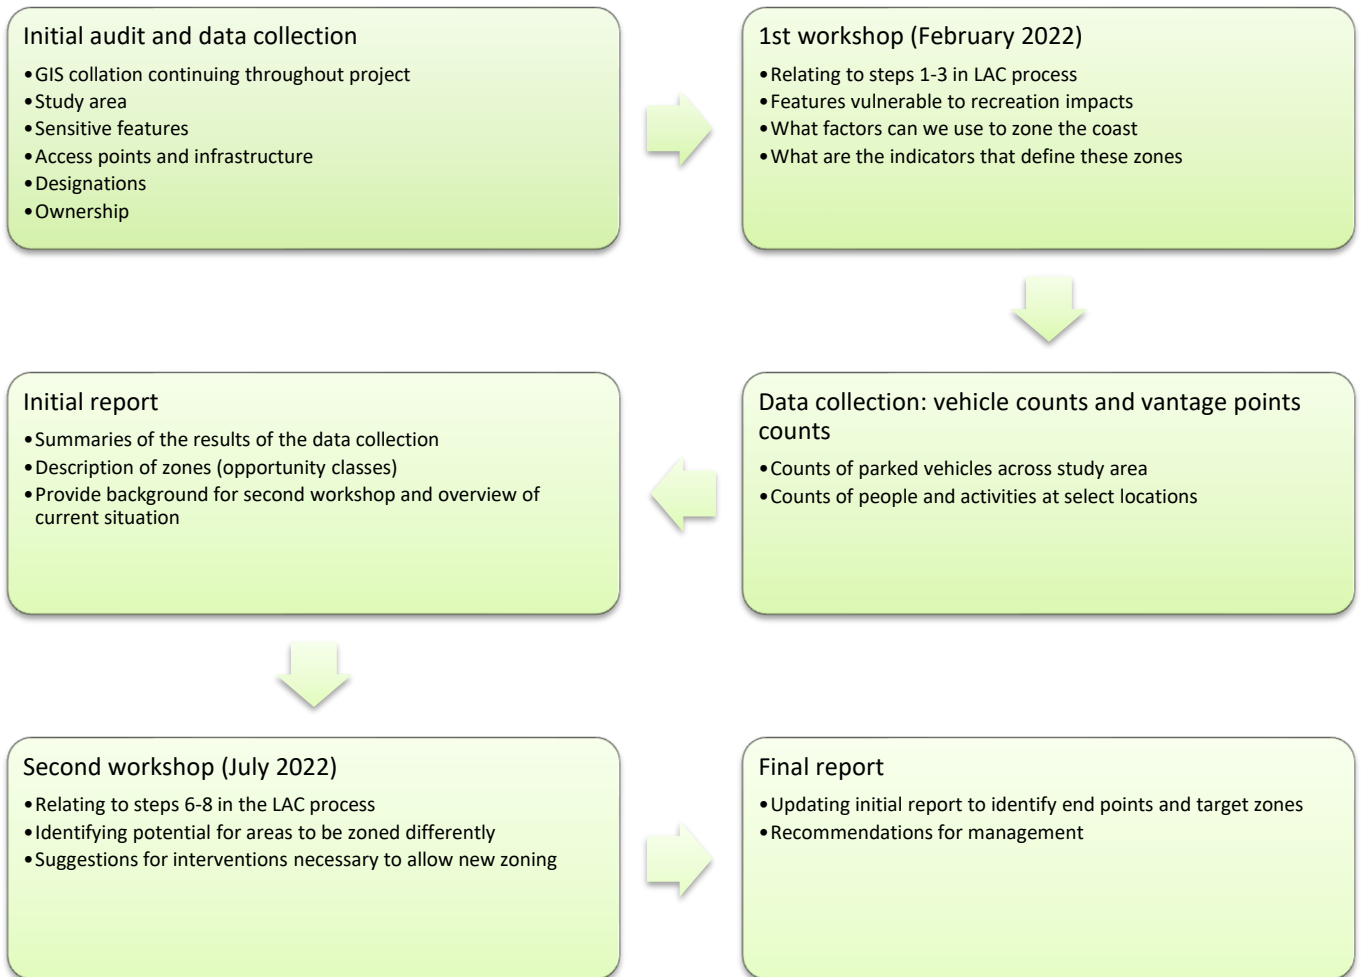 Initial audit and data collection
•GIS collation continuing throughout project
•Study area
•Sensitive features
•Access points and infrastructure
•Designations
•Ownership
1st workshop (February 2022)
•Relating to steps 1-3 in LAC process
•Features vulnerable to recreation impacts
•What factors can we use to zone the coast
•What are the indicators that define these zones
Data collection: vehicle counts and vantage points
counts
•Counts of parked vehicles across study area
•Counts of people and activities at select locations
Initial report
•Summaries of the results of the data collection
•Description of zones (opportunity classes)
•Provide background for second workshop and overview of
current situation
Second workshop (July 2022)
•Relating to steps 6-8 in the LAC process
•Identifying potential for areas to be zoned differently
•Suggestions for interventions necessary to allow new zoning
Final report
•Updating initial report to identify end points and target zones
•Recommendations for management